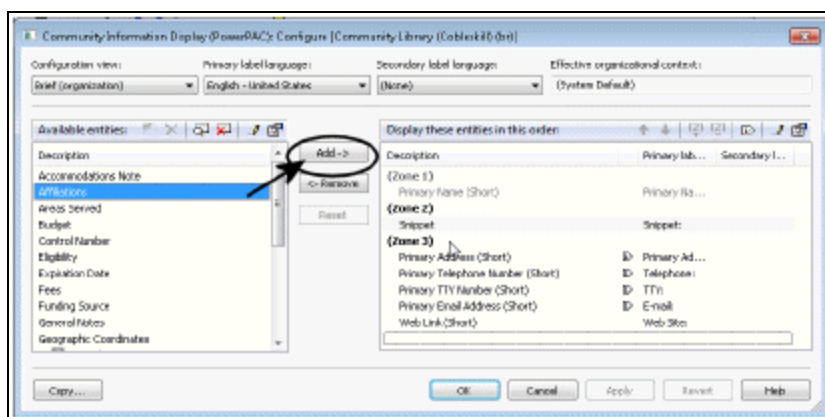 Community Information Display (PowerPAC): Configure [Community Library (Cobleskill) (br)]
Configuration view: Primary label language: Secondary label language: Effective organizational context:
Brief (organization) English - United States (None) (System Default)
Available entities: Display these entities in this order:
Description
Accommodations Note
Affiliations
Areas Served
Budget
Control Number
Eligibility
Expiration Date
Fees
Funding Source
General Notes
Geographic Coordinates
Add ->
<- Remove
Reset
Description Primary lab... Secondary l...
(Zone 1)
Primary Name (Short) Primary Na...
(Zone 2)
Snippet Snippet:
(Zone 3)
Primary Address (Short) Primary Ad...
Primary Telephone Number (Short) Telephone:
Primary TTY Number (Short) TTY:
Primary Email Address (Short) E-mail:
Web Link (Short) Web Site:
Copy... OK Cancel Apply Revert Help